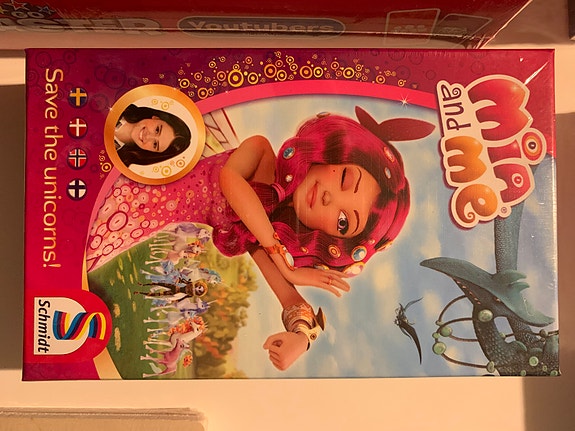 Youtubers
Mia
and me
®
Save the unicorns!
S
Schmidt